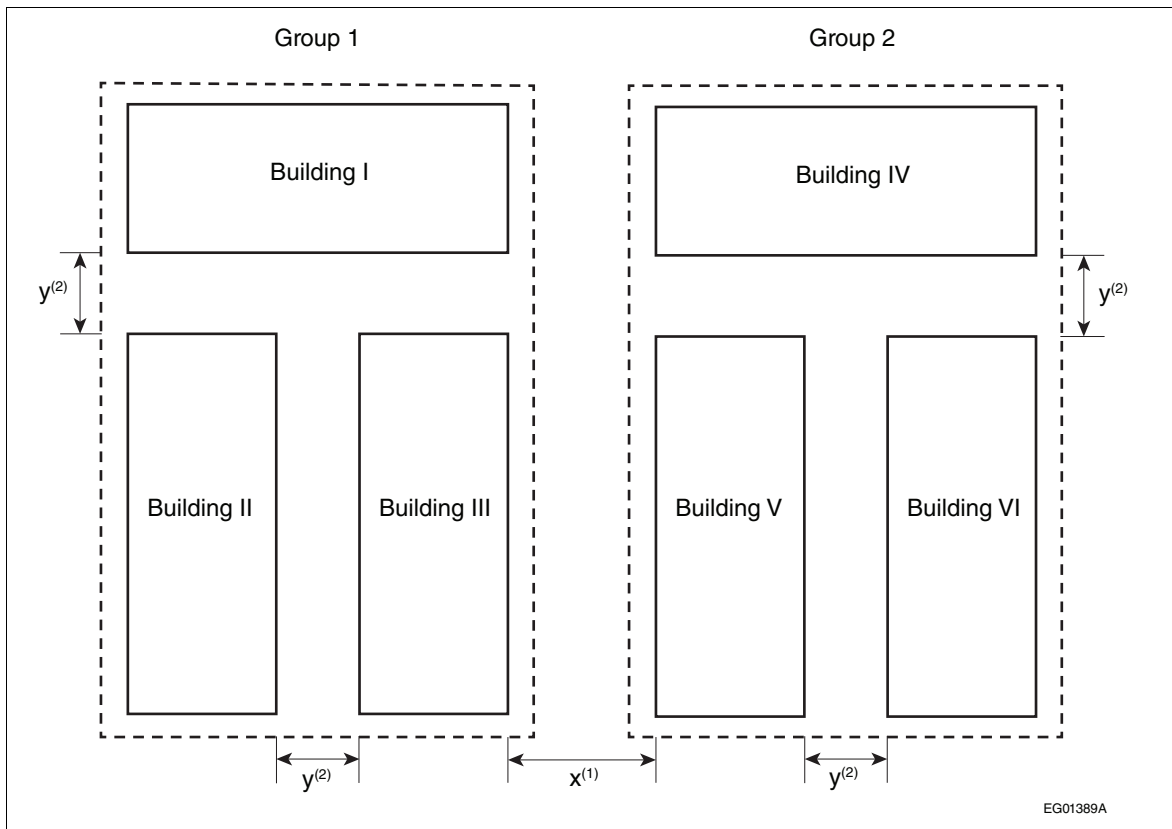 Group 1
Group 2
Building I
Building IV
y(2)
y(2)
Building II
Building III
Building V
Building VI
y(2)
x(1)
y(2)
EG01389A